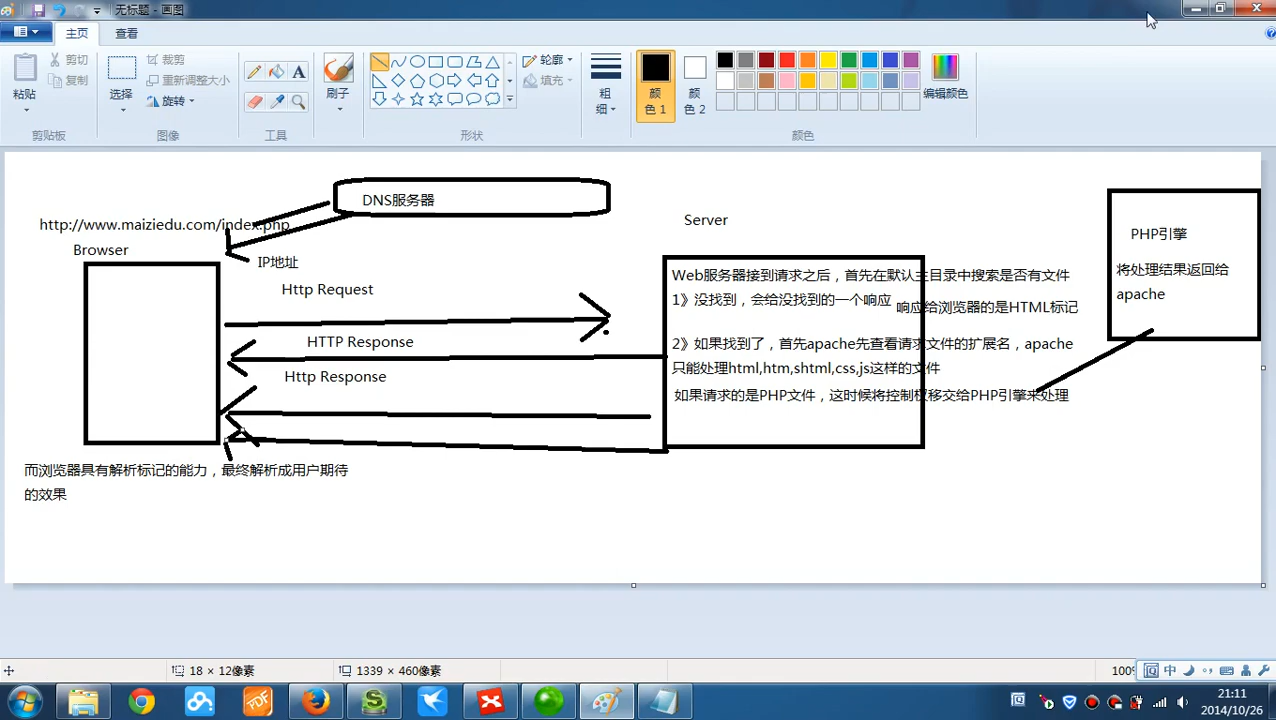 无标题 - 画图
主页
查看
粘贴
剪切
复制
剪贴板
选择
裁剪
重新调整大小
旋转
图像
A
工具
刷子
轮廓
填充
形状
粗
细
颜
色 1
颜
色 2
编辑颜色
颜色
DNS服务器
http://www.maiziedu.com/index.php
Browser
IP地址
Http Request
HTTP Response
Http Response
而浏览器具有解析标记的能力，最终解析成用户期待
的效果
Server
Web服务器接到请求之后，首先在默认主目录中搜索是否有文件
1》没找到，会给没找到的一个响应
响应给浏览器的是HTML标记
2》如果找到了，首先apache先查看请求文件的扩展名，apache
只能处理html,htm,shtml,css,js这样的文件
如果请求的是PHP文件，这时候将控制权移交给PHP引擎来处理
PHP引擎
将处理结果返回给
apache
18 × 12像素
1339 × 460像素
中
PDF
21:11
2014/10/26